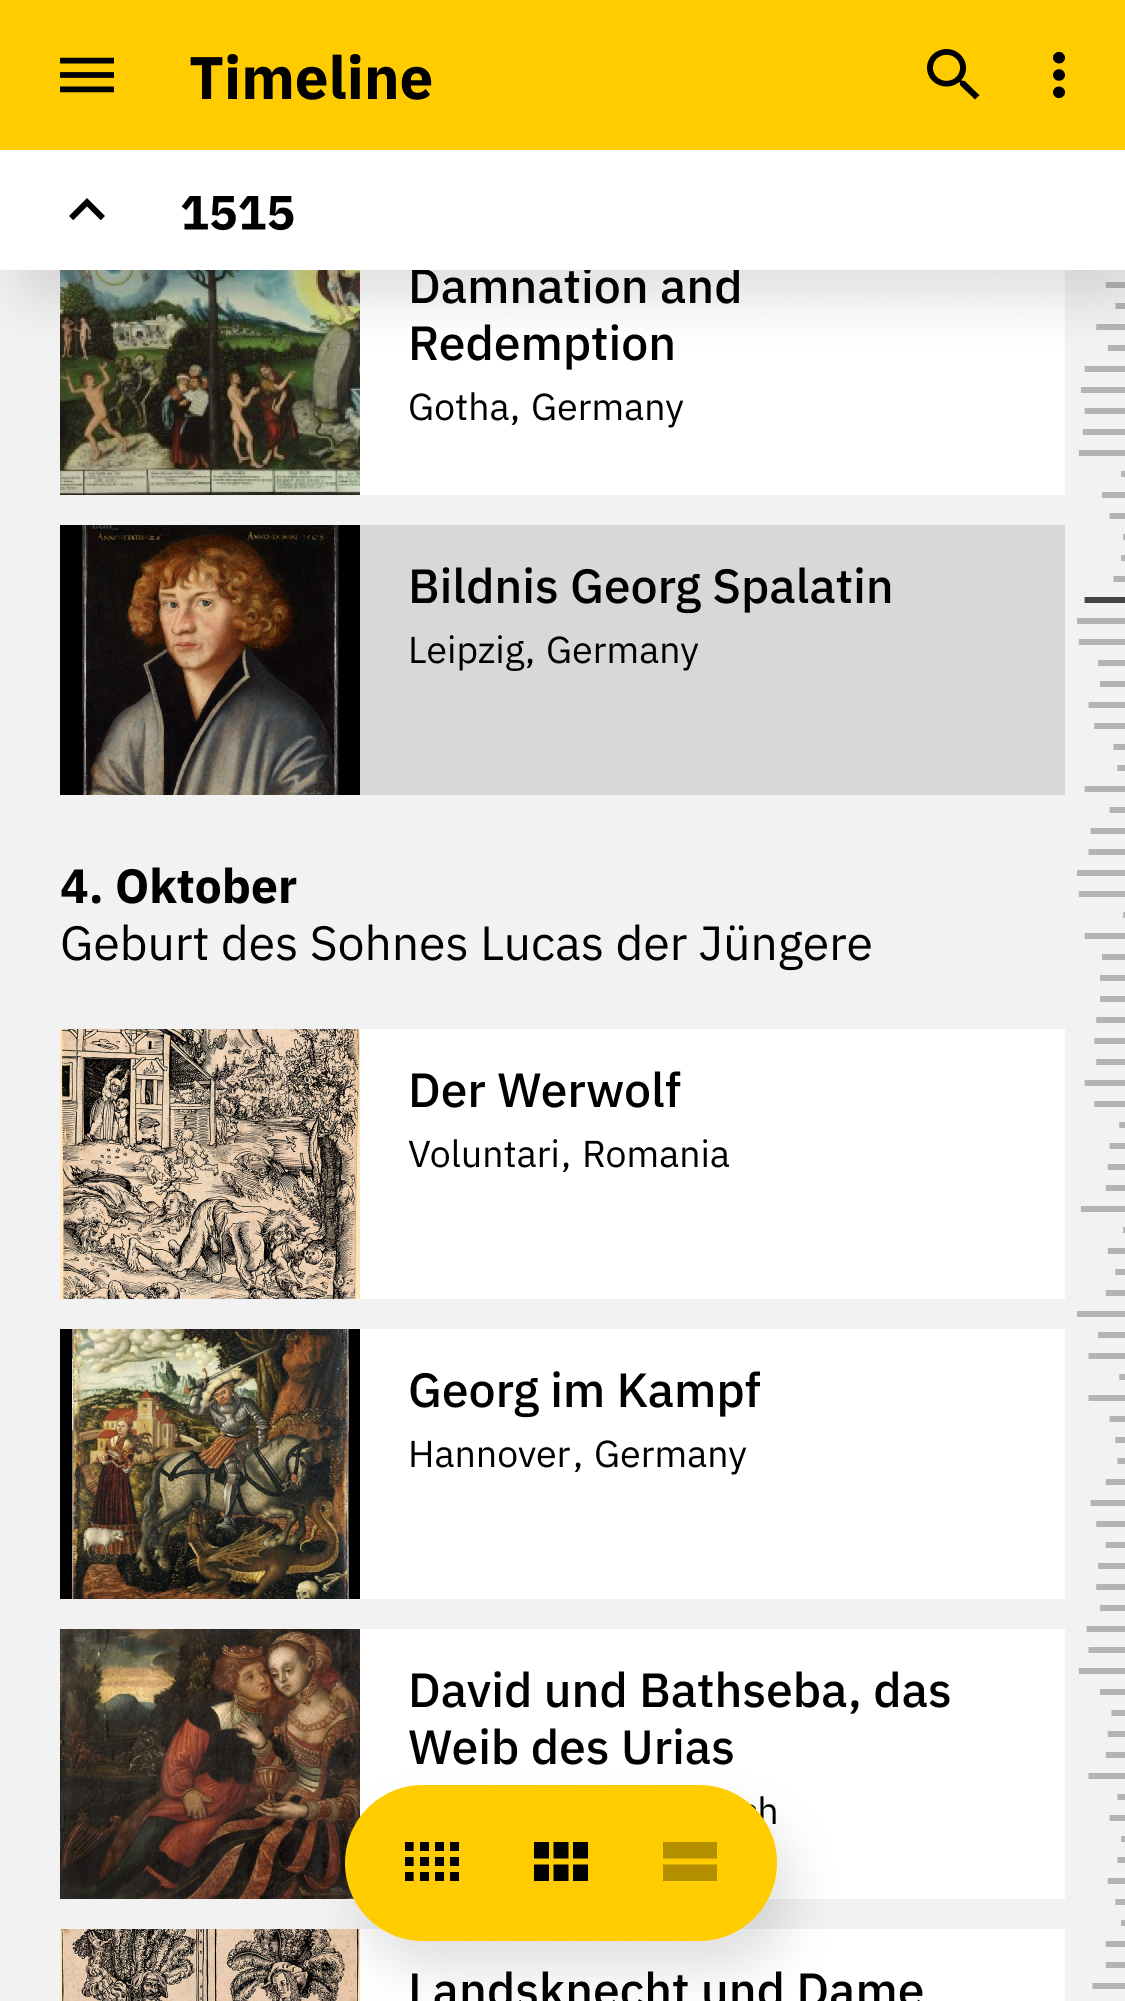 Timeline
1515
Damnation and
Redemption
Gotha, Germany
Bildnis Georg Spalatin
Leipzig, Germany
4. Oktober
Geburt des Sohnes Lucas der Jüngere
Der Werwolf
Voluntari, Romania
Georg im Kampf
Hannover, Germany
David und Bathseba, das
Weib des Urias
Landsknecht und Dame